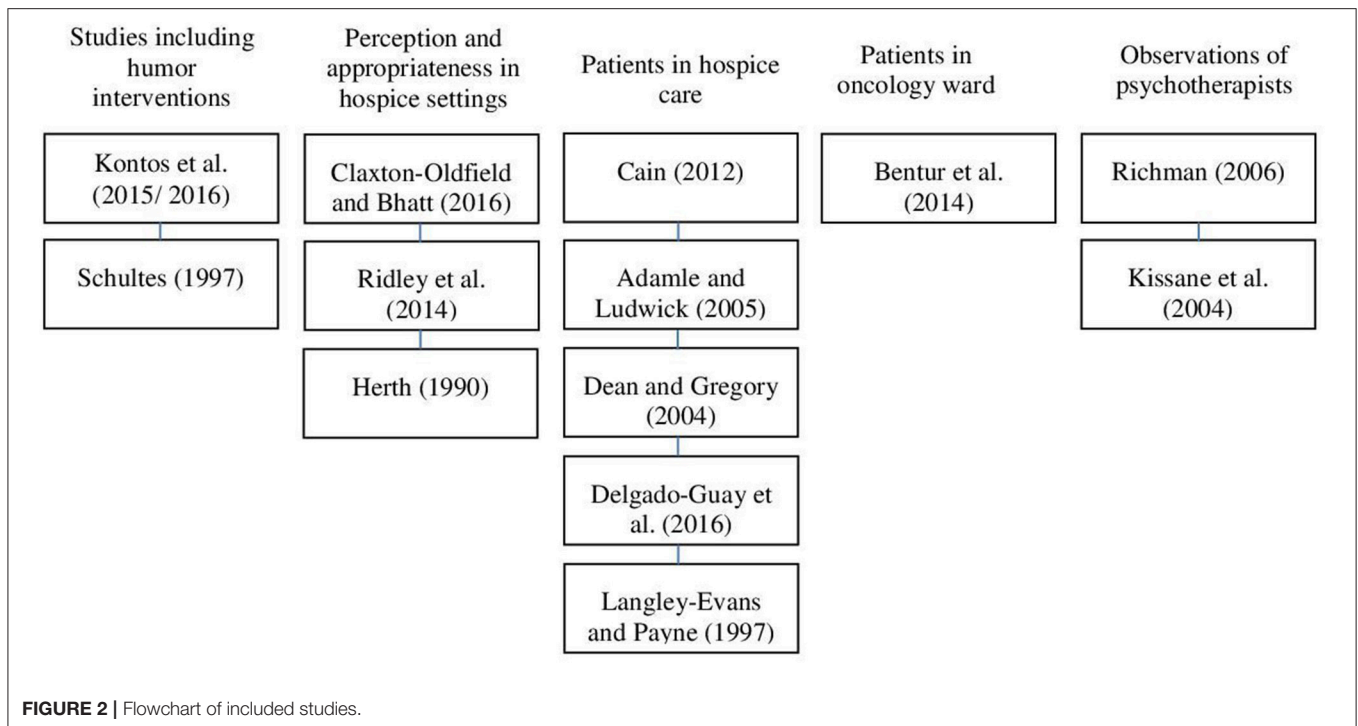 Studies including
humor
interventions
Kontos et al.
(2015/ 2016)
Schultes (1997)
Perception and
appropriateness in
hospice settings
Claxton-Oldfield
and Bhatt (2016)
Ridley et al.
(2014)
Herth (1990)
Patients in hospice
care
Cain (2012)
Adamle and
Ludwick (2005)
Dean and Gregory
(2004)
Delgado-Guay et
al. (2016)
Langley-Evans
and Payne (1997)
Patients in
oncology ward
Bentur et al.
(2014)
Observations of
psychotherapists
Richman (2006)
Kissane et al.
(2004)
FIGURE 2 | Flowchart of included studies.